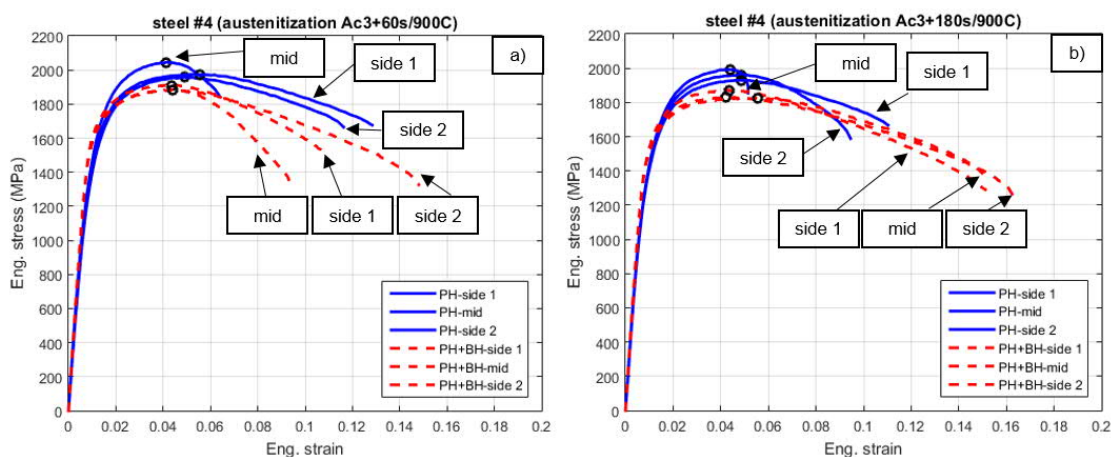 steel #4 (austenitization Ac3+60s/900C)
a)
mid
side 1
side 2
mid
side 1
side 2
2200
2000
1800
1600
1400
1200
1000
800
600
400
200
0
Eng. stress (MPa)
PH-side 1
PH-mid
PH-side 2
PH+BH-side 1
PH+BH-mid
PH+BH-side 2
0 0.02 0.04 0.06 0.08 0.1 0.12 0.14 0.16 0.18 0.2
Eng. strain
steel #4 (austenitization Ac3+180s/900C)
b)
mid
side 1
side 2
side 1
mid
side 2
2200
2000
1800
1600
1400
1200
1000
800
600
400
200
0
Eng. stress (MPa)
PH-side 1
PH-mid
PH-side 2
PH+BH-side 1
PH+BH-mid
PH+BH-side 2
0 0.02 0.04 0.06 0.08 0.1 0.12 0.14 0.16 0.18 0.2
Eng. strain